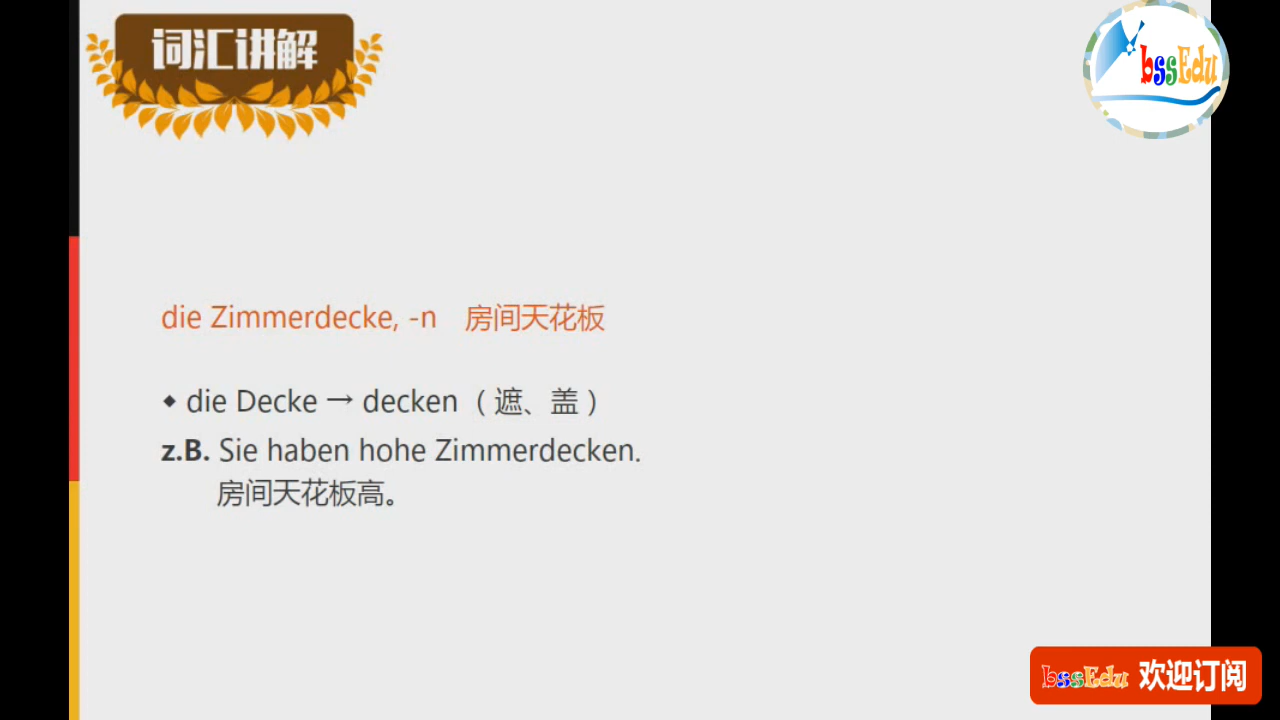 词汇讲解
bssEdu
die Zimmerdecke, -n 房间天花板
◆ die Decke → decken（遮、盖）
z.B. Sie haben hohe Zimmerdecken.
房间天花板高。
bssEdu 欢迎订阅